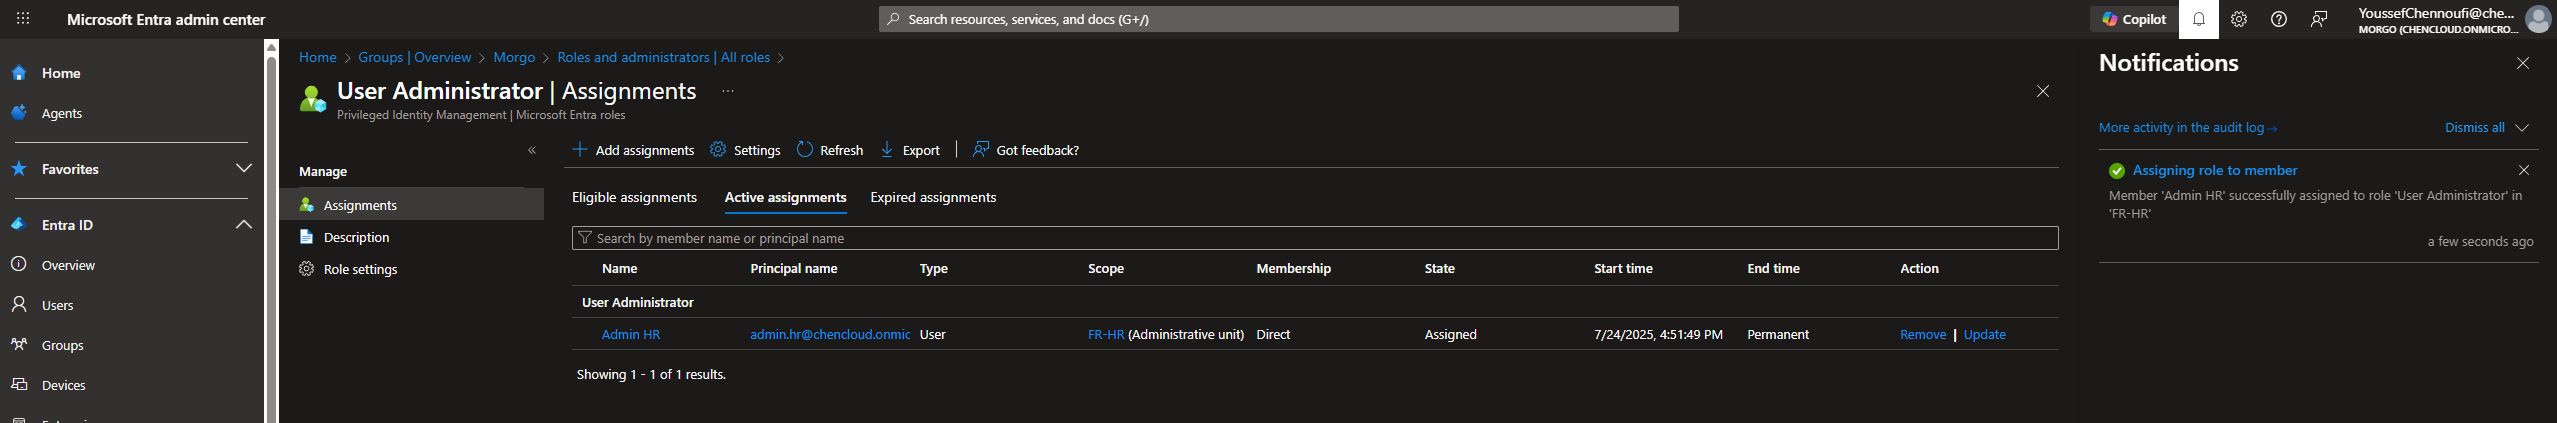 Microsoft Entra admin center
Search resources, services, and docs (G+/)
Copilot
YoussefChennoufi@che...
MORGO (CHENCLOUD.ONMICRO...
Home
Agents
Favorites
Entra ID
Overview
Users
Groups
Devices
Home > Groups | Overview > Morgo > Roles and administrators | All roles >
User Administrator | Assignments ...
Privileged Identity Management | Microsoft Entra roles
Manage
Assignments
Description
Role settings
Add assignments Settings Refresh Export | Got feedback?
Eligible assignments Active assignments Expired assignments
Search by member name or principal name
Name Principal name Type Scope Membership State Start time End time Action
User Administrator
Admin HR admin.hr@chencloud.onmic User FR-HR (Administrative unit) Direct Assigned 7/24/2025, 4:51:49 PM Permanent Remove | Update
Showing 1 - 1 of 1 results.
Notifications
More activity in the audit log → Dismiss all
Assigning role to member
Member 'Admin HR' successfully assigned to role 'User Administrator' in
'FR-HR'
a few seconds ago